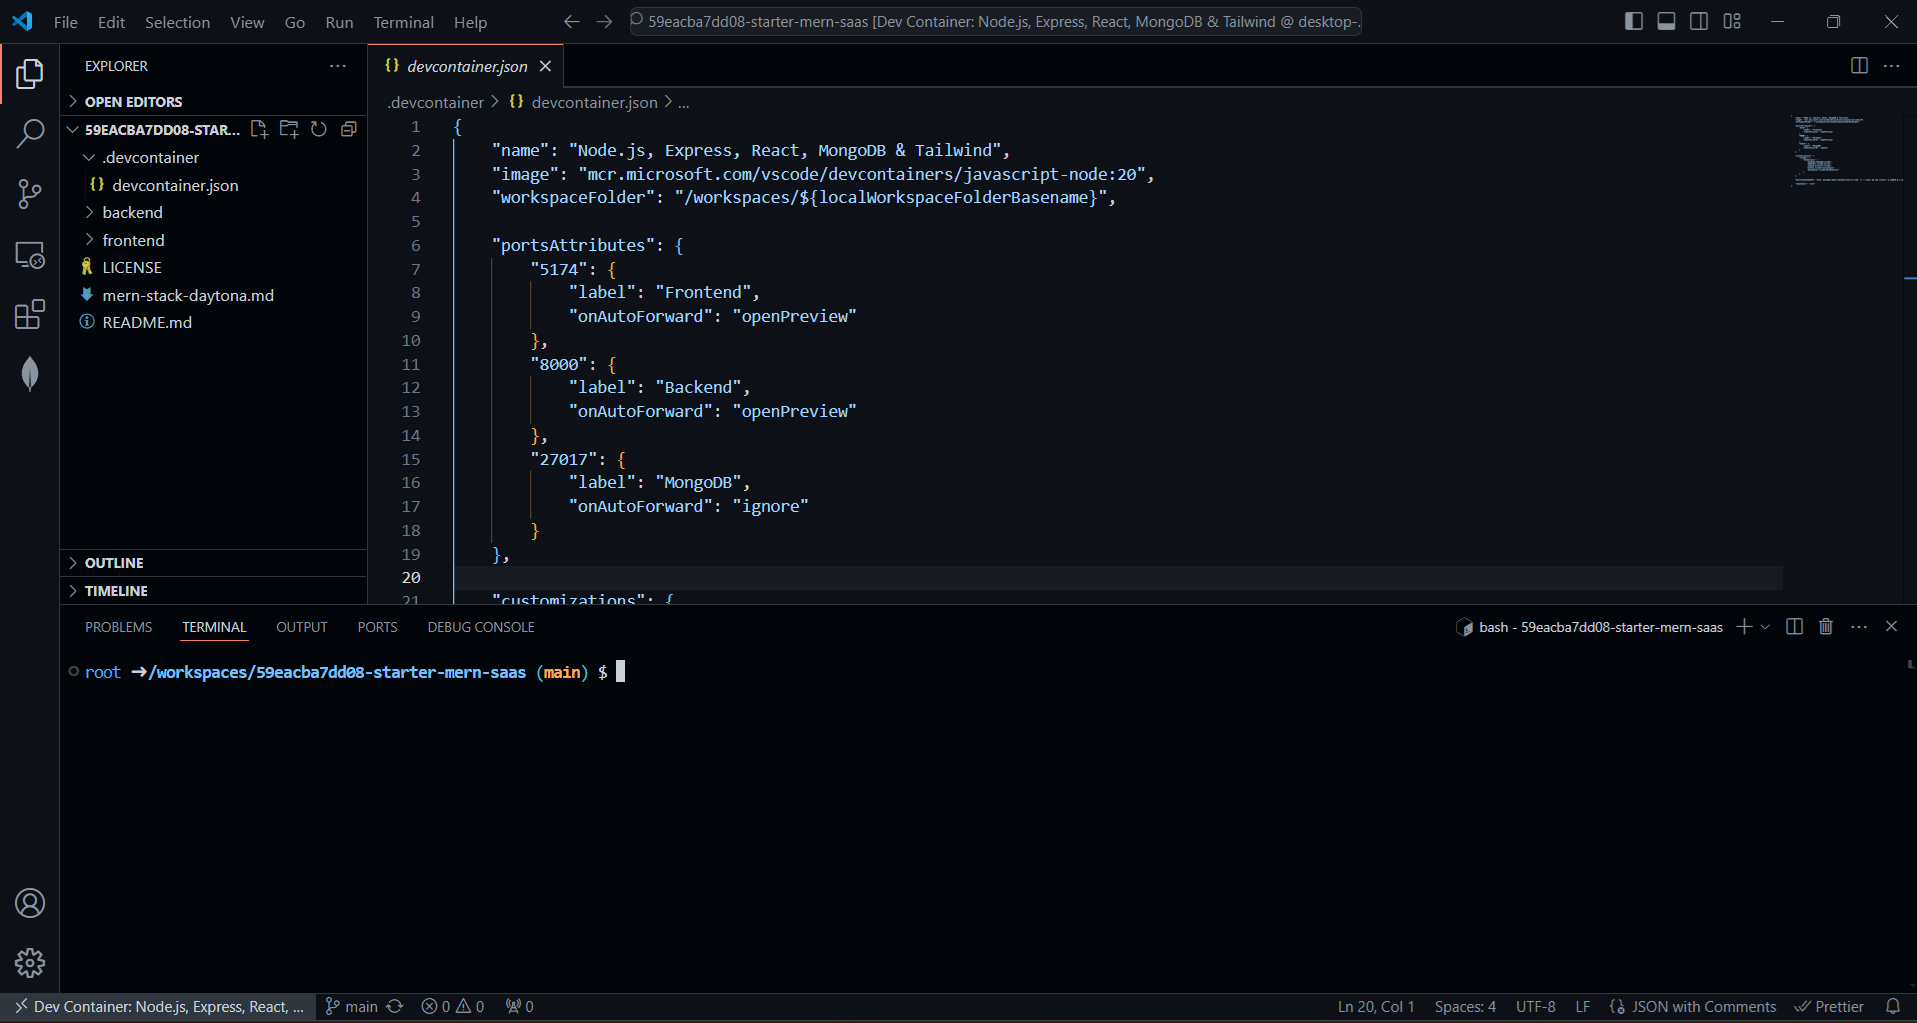 File Edit Selection View Go Run Terminal Help
59eacba7dd08-starter-mern-saas [Dev Container: Node.js, Express, React, MongoDB & Tailwind @ desktop-.
EXPLORER
OPEN EDITORS
59EACBA7DD08-STAR...
.devcontainer
{} devcontainer.json
backend
frontend
LICENSE
mern-stack-daytona.md
README.md
OUTLINE
TIMELINE
{} devcontainer.json
.devcontainer > {} devcontainer.json > ...
1 {
2 "name": "Node.js, Express, React, MongoDB & Tailwind",
3 "image": "mcr.microsoft.com/vscode/devcontainers/javascript-node:20",
4 "workspaceFolder": "/workspaces/${localWorkspaceFolderBasename}",
5
6 "portsAttributes": {
7 "5174": {
8 "label": "Frontend",
9 "onAutoForward": "openPreview"
10 },
11 "8000": {
12 "label": "Backend",
13 "onAutoForward": "openPreview"
14 },
15 "27017": {
16 "label": "MongoDB",
17 "onAutoForward": "ignore"
18 }
19 },
20
21 "customizations": {
PROBLEMS TERMINAL OUTPUT PORTS DEBUG CONSOLE
bash - 59eacba7dd08-starter-mern-saas
root ➜/workspaces/59eacba7dd08-starter-mern-saas (main) $
Dev Container: Node.js, Express, React, ... main 0 0 0
Ln 20, Col 1 Spaces: 4 UTF-8 LF {} JSON with Comments Prettier